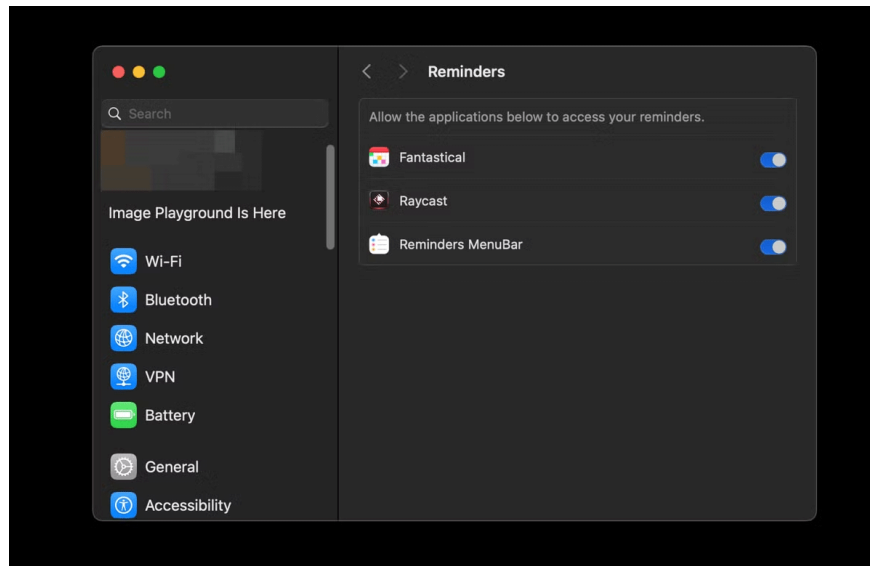 Search
Image Playground Is Here
Wi-Fi
Bluetooth
Network
VPN
Battery
General
Accessibility
Reminders
Allow the applications below to access your reminders.
Fantastical
Raycast
Reminders MenuBar